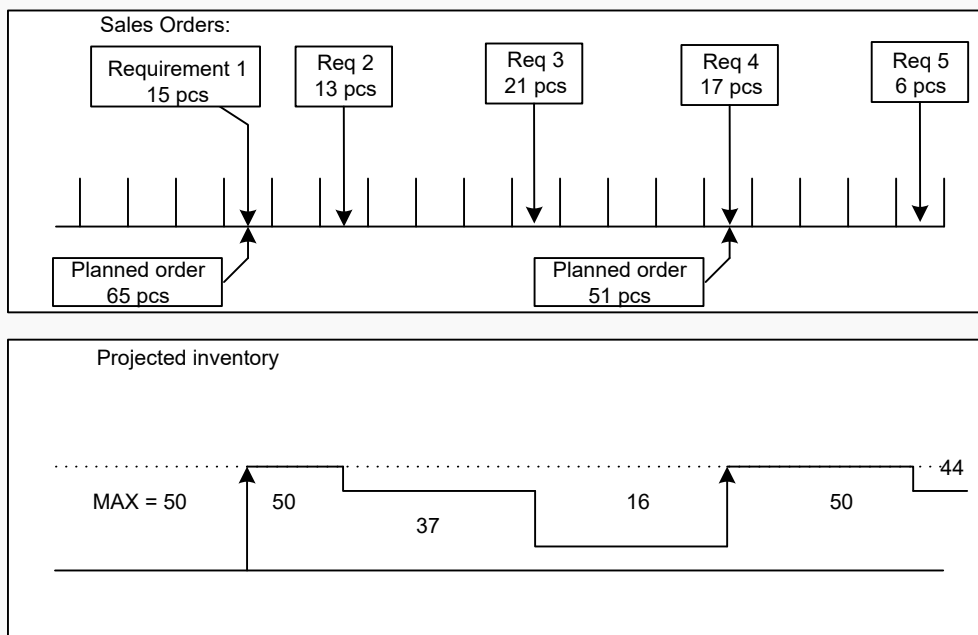 Sales Orders:
Requirement 1
15 pcs
Req 2
13 pcs
Req 3
21 pcs
Req 4
17 pcs
Req 5
6 pcs
Planned order
65 pcs
Planned order
51 pcs
Projected inventory
MAX = 50
50
37
16
50
44